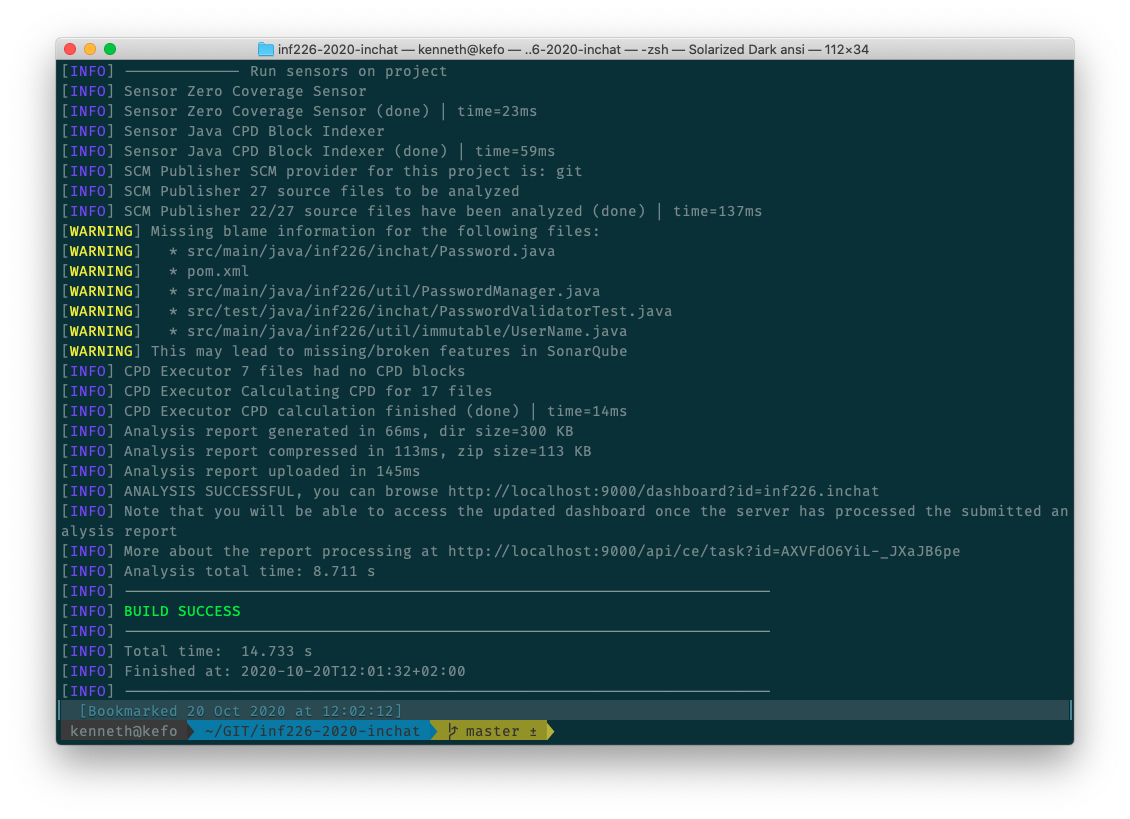 inf226-2020-inchat — kenneth@kefo — ..6-2020-inchat — -zsh — Solarized Dark ansi — 112×34
[INFO] ————————————— Run sensors on project
[INFO] Sensor Zero Coverage Sensor
[INFO] Sensor Zero Coverage Sensor (done) | time=23ms
[INFO] Sensor Java CPD Block Indexer
[INFO] Sensor Java CPD Block Indexer (done) | time=59ms
[INFO] SCM Publisher SCM provider for this project is: git
[INFO] SCM Publisher 27 source files to be analyzed
[INFO] SCM Publisher 22/27 source files have been analyzed (done) | time=137ms
[WARNING] Missing blame information for the following files:
[WARNING]   * src/main/java/inf226/inchat/Password.java
[WARNING]   * pom.xml
[WARNING]   * src/main/java/inf226/util/PasswordManager.java
[WARNING]   * src/test/java/inf226/inchat/PasswordValidatorTest.java
[WARNING]   * src/main/java/inf226/util/immutable/UserName.java
[WARNING] This may lead to missing/broken features in SonarQube
[INFO] CPD Executor 7 files had no CPD blocks
[INFO] CPD Executor Calculating CPD for 17 files
[INFO] CPD Executor CPD calculation finished (done) | time=14ms
[INFO] Analysis report generated in 66ms, dir size=300 KB
[INFO] Analysis report compressed in 113ms, zip size=113 KB
[INFO] Analysis report uploaded in 145ms
[INFO] ANALYSIS SUCCESSFUL, you can browse http://localhost:9000/dashboard?id=inf226.inchat
[INFO] Note that you will be able to access the updated dashboard once the server has processed the submitted an
alysis report
[INFO] More about the report processing at http://localhost:9000/api/ce/task?id=AXVFdO6YiL-_JXaJB6pe
[INFO] Analysis total time: 8.711 s
[INFO] ————————————————————————
[INFO] BUILD SUCCESS
[INFO] ————————————————————————
[INFO] Total time:  14.733 s
[INFO] Finished at: 2020-10-20T12:01:32+02:00
[INFO] ————————————————————————
[Bookmarked 20 Oct 2020 at 12:02:12]
kenneth@kefo ~/GIT/inf226-2020-inchat master ±